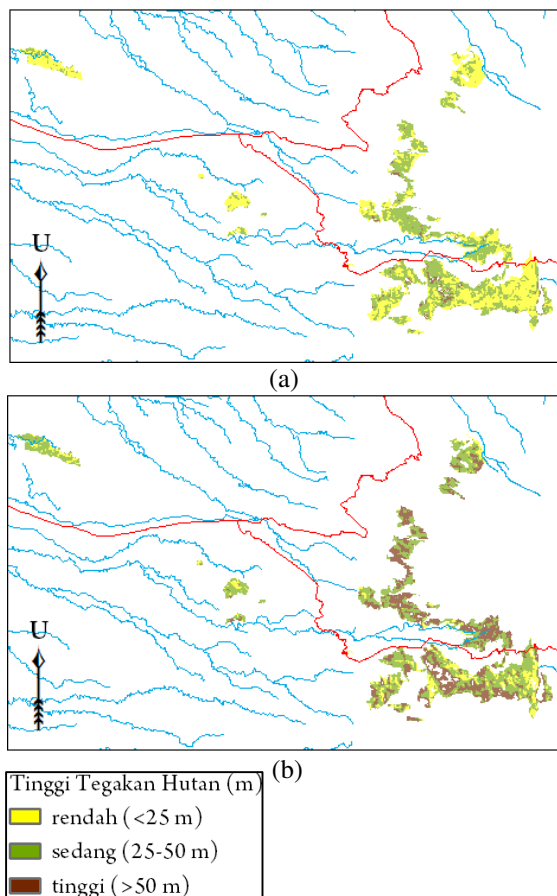 U
(a)
U
(b)
Tinggi Tegakan Hutan (m)
rendah (<25 m)
sedang (25-50 m)
tinggi (>50 m)